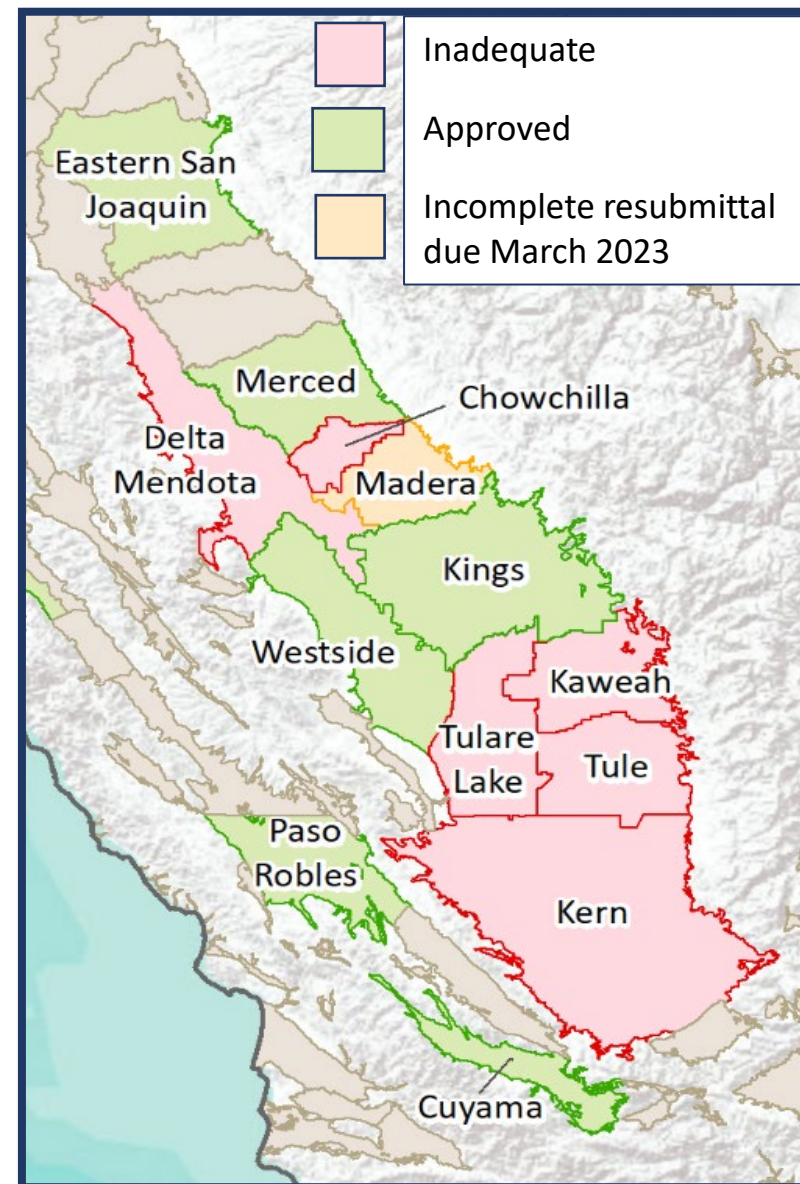 Inadequate
Approved
Incomplete resubmittal
due March 2023
Eastern San
Joaquin
Merced
Chowchilla
Delta
Mendota
Madera
Kings
Westside
Kaweah
Tulare
Lake
Tule
Paso
Robles
Kern
Cuyama